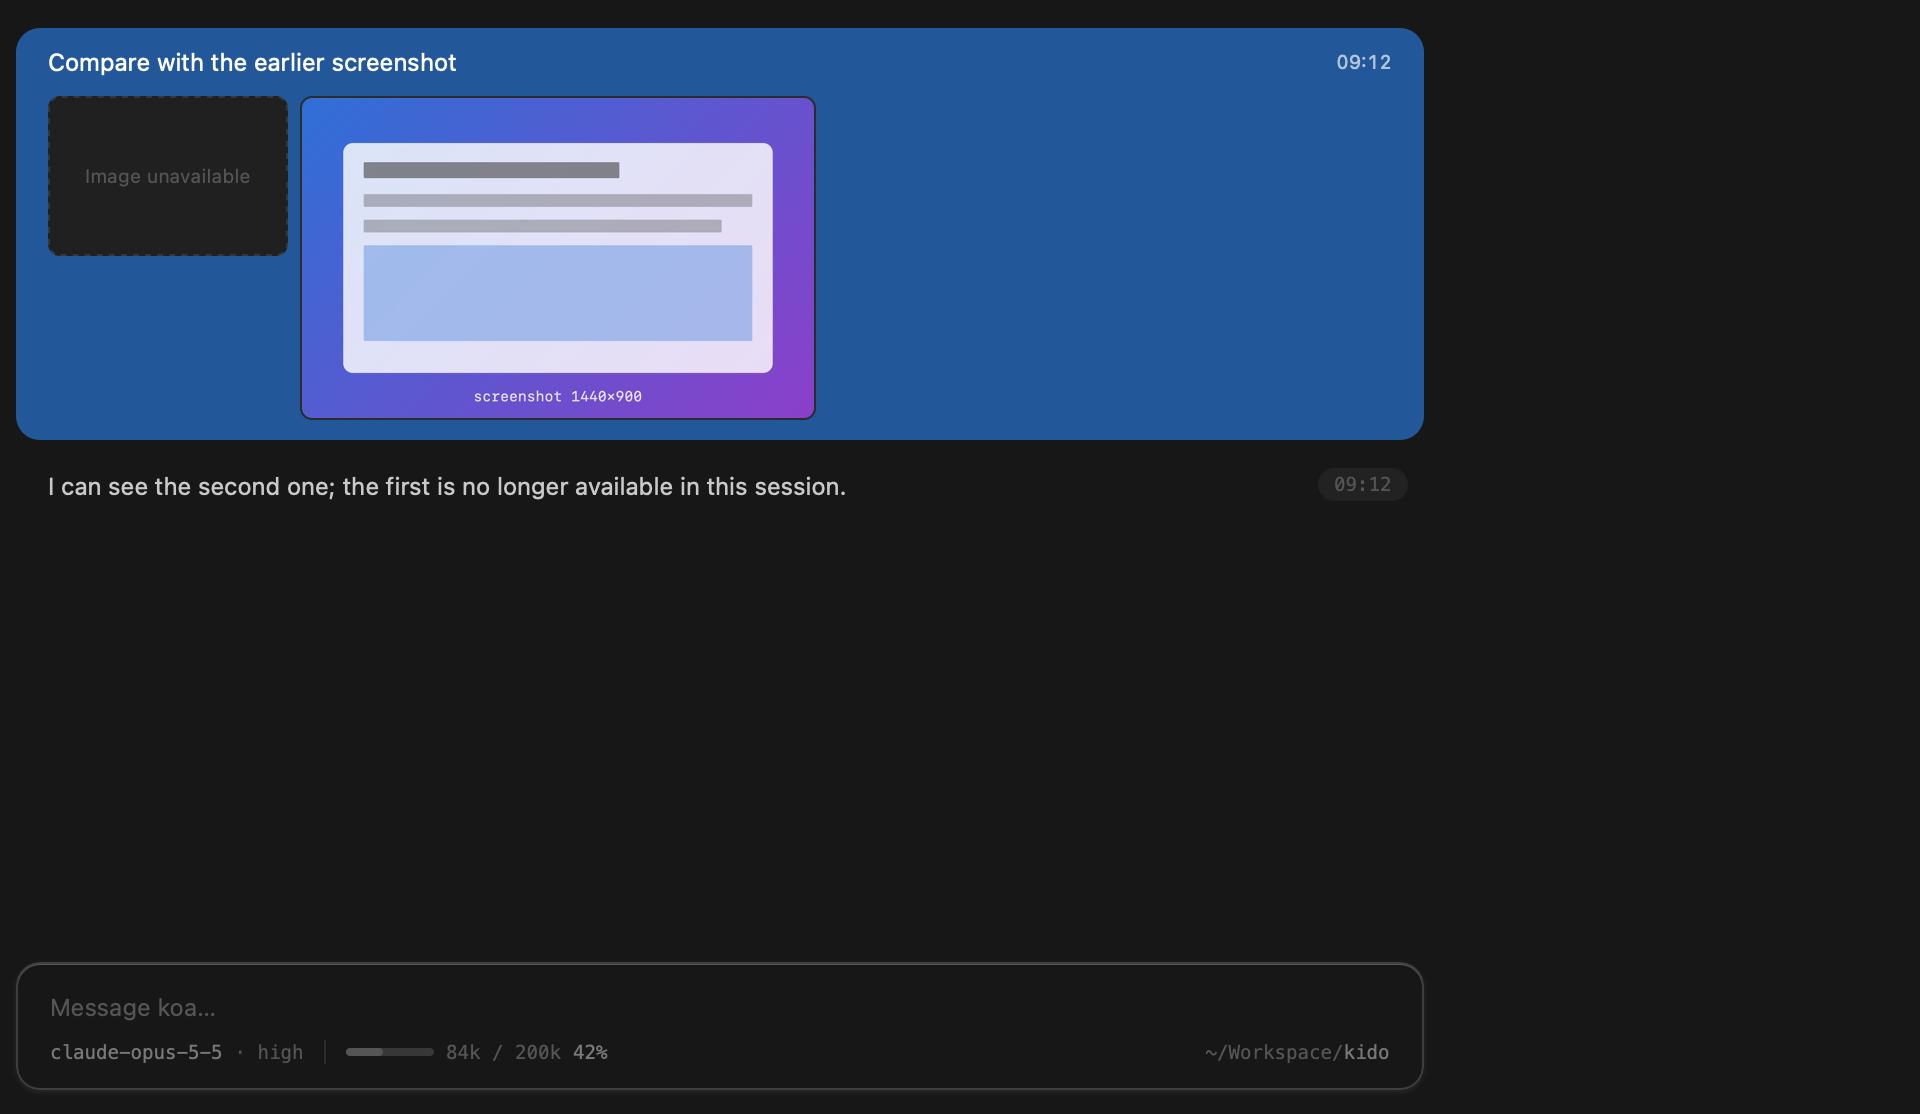 Compare with the earlier screenshot 09:12
Image unavailable
screenshot 1440×900
I can see the second one; the first is no longer available in this session. 09:12
Message koa...
claude-opus-5-5 · high 84k / 200k 42% ~/Workspace/kido